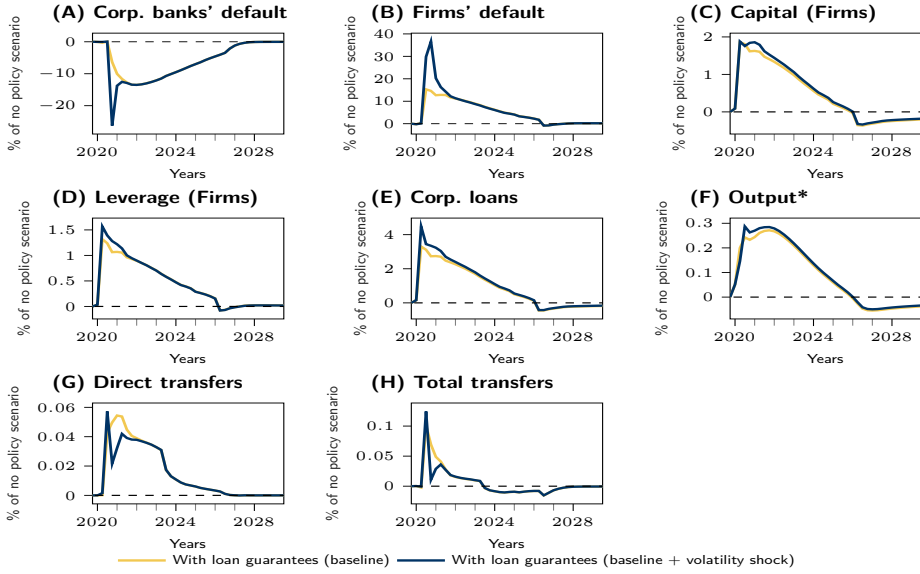 (A) Corp. banks' default
(B) Firms' default
(C) Capital (Firms)
% of no policy scenario
0
−10
−20
2020
2024
2028
Years
% of no policy scenario
40
30
20
10
0
2020
2024
2028
Years
% of no policy scenario
2
1
0
2020
2024
2028
Years
(D) Leverage (Firms)
(E) Corp. loans
(F) Output*
% of no policy scenario
1.5
1
0.5
0
2020
2024
2028
Years
% of no policy scenario
4
2
0
2020
2024
2028
Years
% of no policy scenario
0.3
0.2
0.1
0
2020
2024
2028
Years
(G) Direct transfers
(H) Total transfers
% of no policy scenario
0.06
0.04
0.02
0
2020
2024
2028
Years
% of no policy scenario
0.1
0.05
0
2020
2024
2028
Years
With loan guarantees (baseline)
With loan guarantees (baseline + volatility shock)